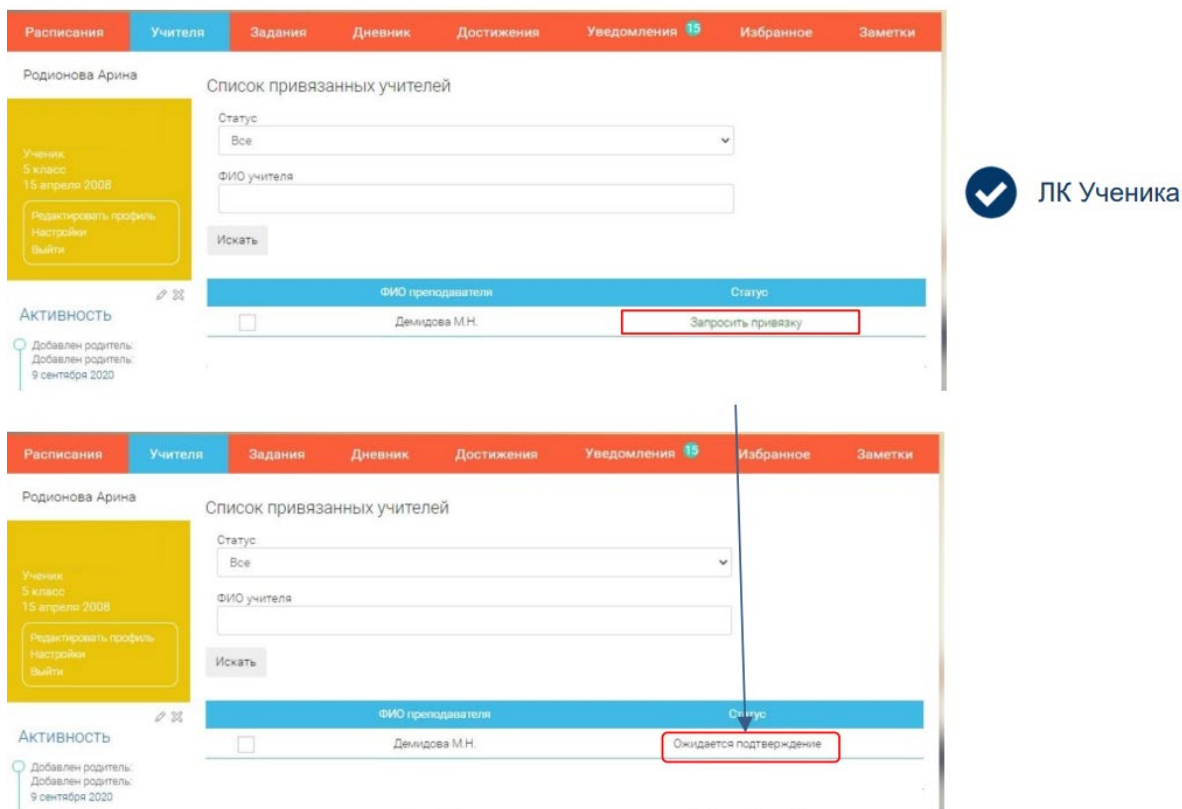 Расписания Учителя Задания Дневник Достижения Уведомления 15 Избранное Заметки
Родионова Арина
Список привязанных учителей
Статус
Все
Ученик
5 класс
15 апреля 2008
ФИО учителя
Редактировать профиль
Настройки
Выйти
Искать
ФИО преподавателя Статус
Демидова М.Н. Запросить привязку
Активность
Добавлен родитель:
Добавлен родитель:
9 сентября 2020
ЛК Ученика
Расписания Учителя Задания Дневник Достижения Уведомления 15 Избранное Заметки
Родионова Арина
Список привязанных учителей
Статус
Все
Ученик
5 класс
15 апреля 2008
ФИО учителя
Редактировать профиль
Настройки
Выйти
Искать
ФИО преподавателя Статус
Демидова М.Н. Ожидается подтверждение
Активность
Добавлен родитель:
Добавлен родитель:
9 сентября 2020